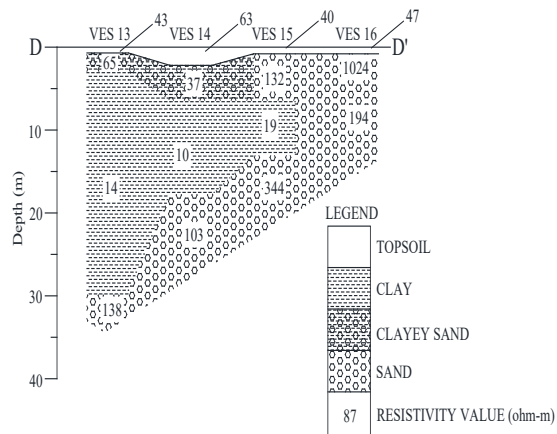 43 63 40 47
VES 13 VES 14 VES 15 VES 16
D D'
65 37 132 1024
10 19 194
10
14 344
20
103
30
138
40
Depth (m)
LEGEND
TOPSOIL
CLAY
CLAYEY SAND
SAND
87 RESISTIVITY VALUE (ohm-m)